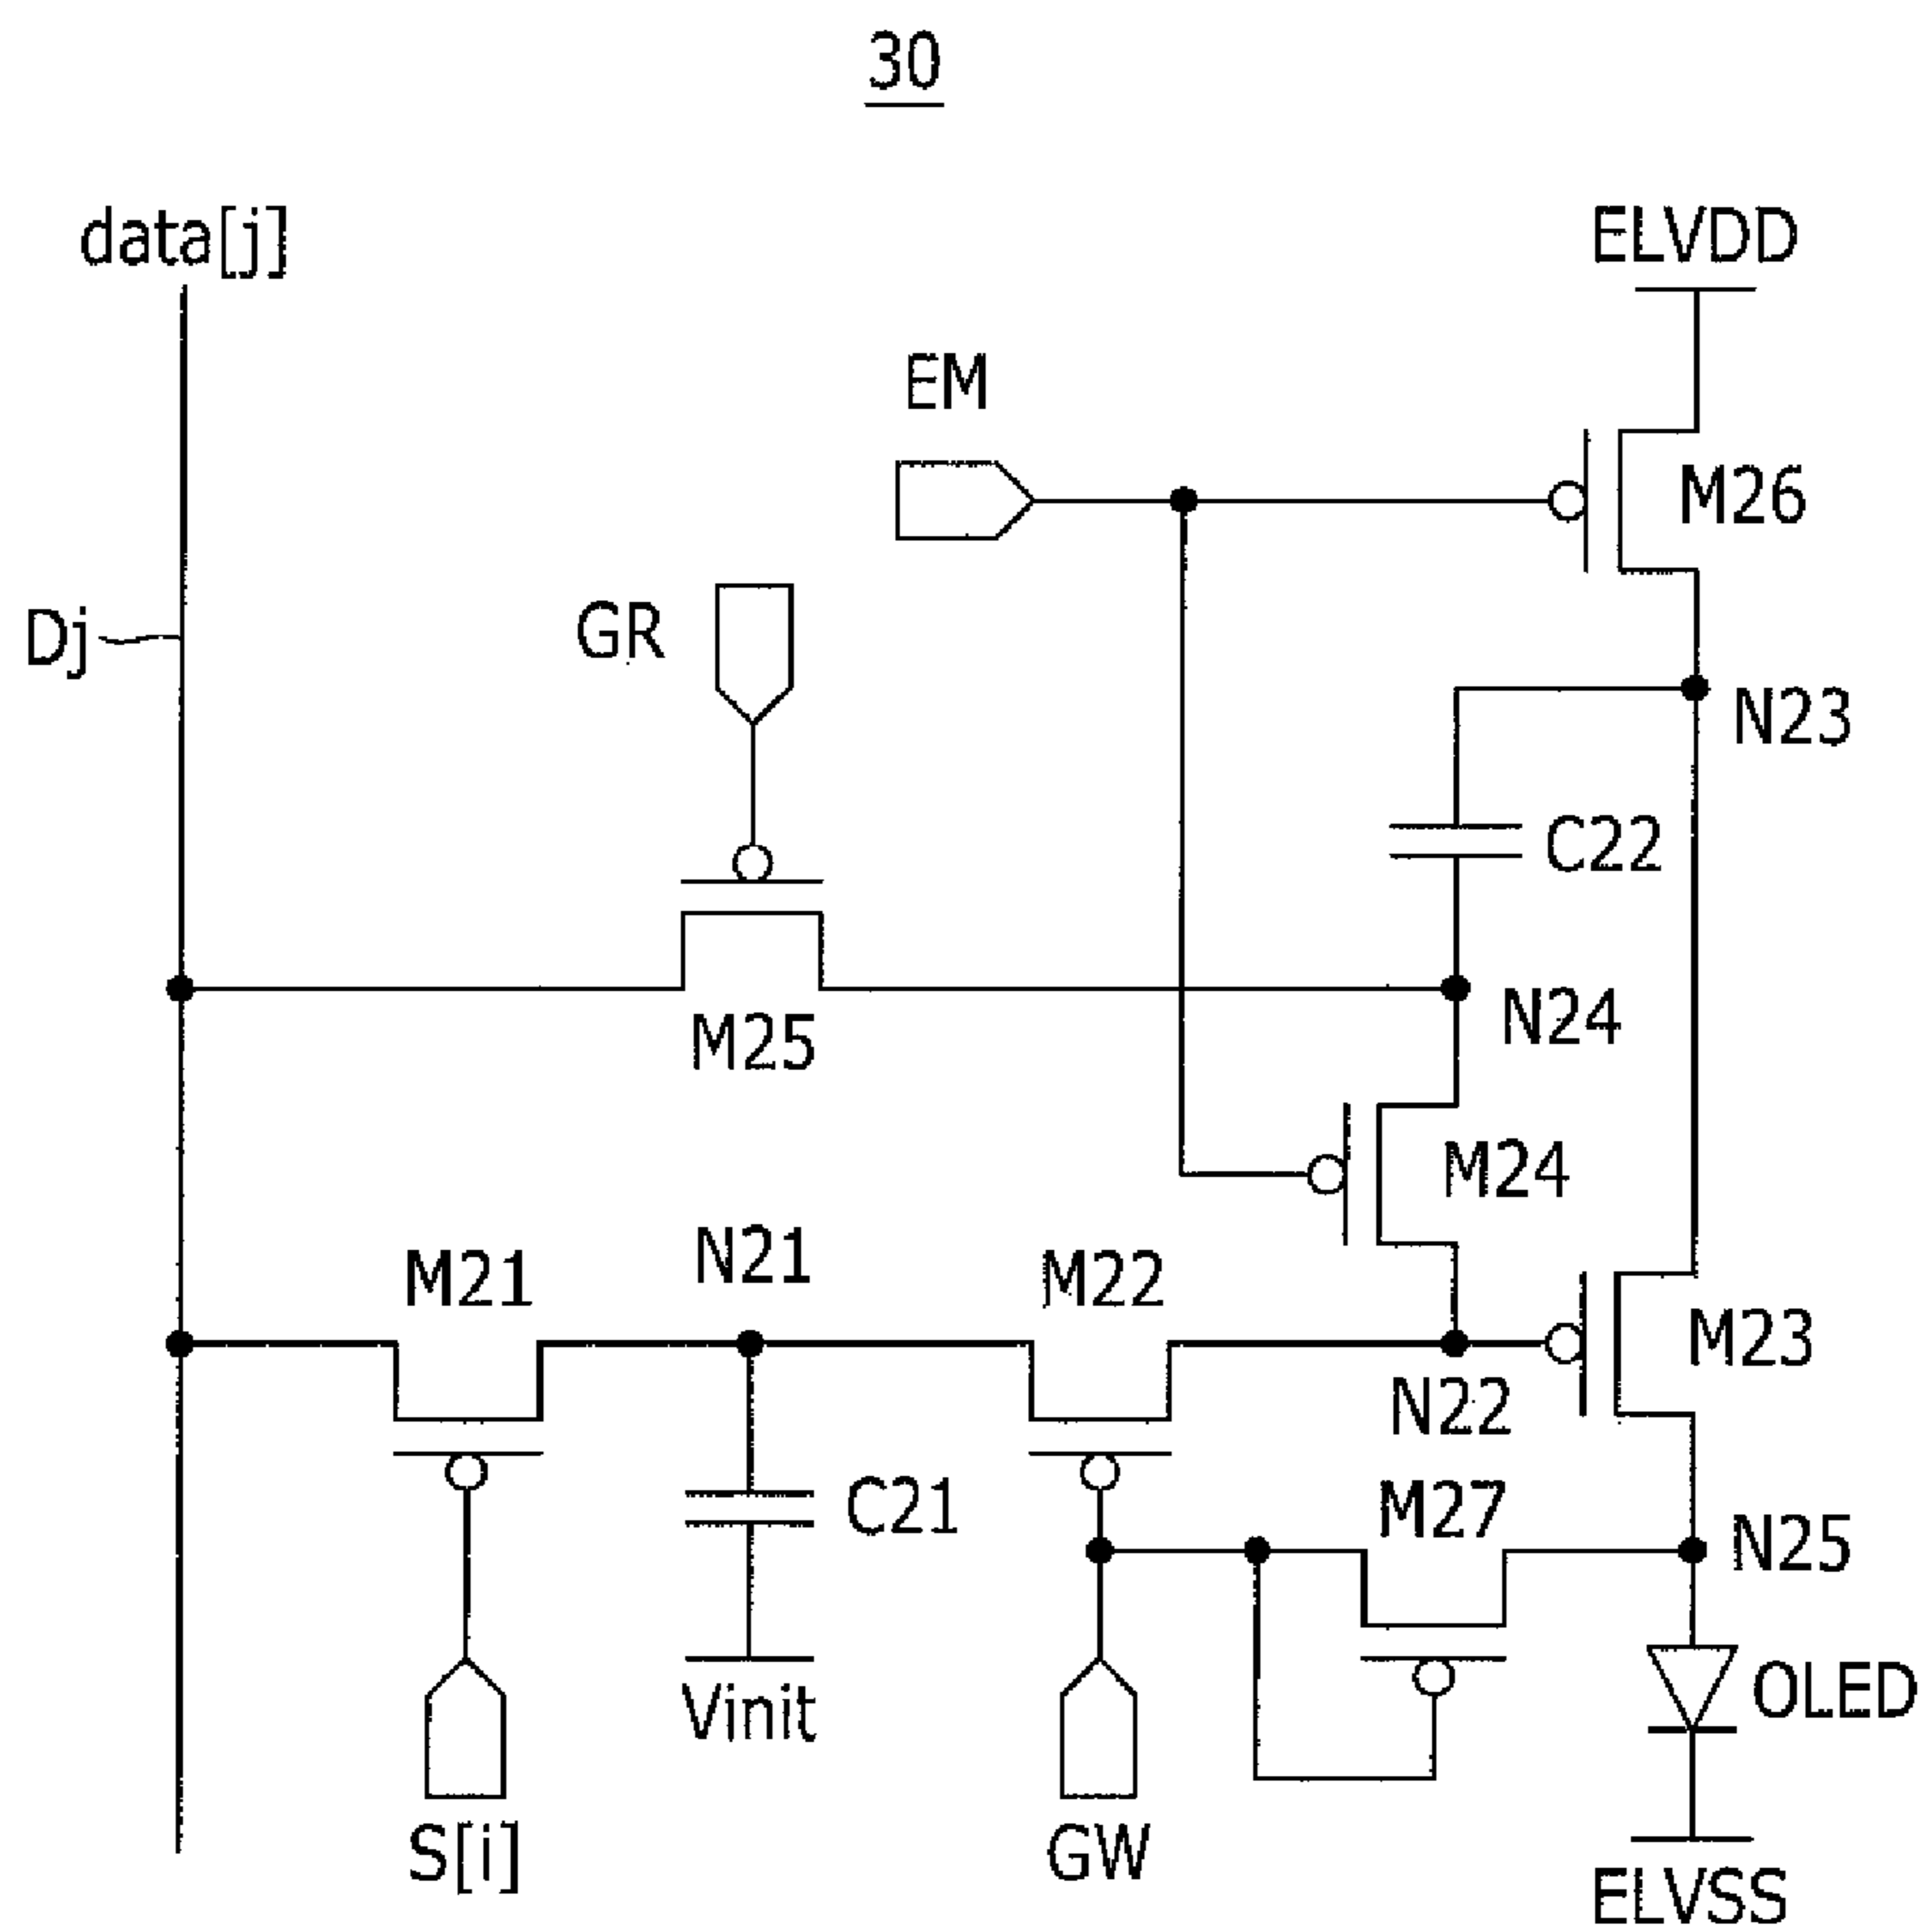 30
data[j]
ELVDD
EM
M26
GR
Dj
N23
C22
N24
M25
M24
N21
M21
M22
M23
N22
C21
M27
N25
OLED
Vinit
S[i]
GW
ELVSS